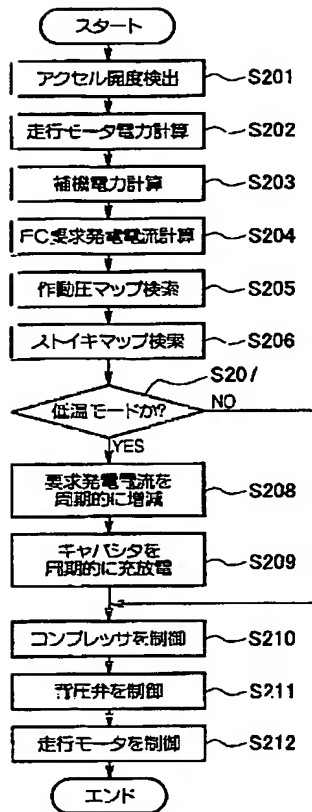 スタート
アクセル開度検出
S201
走行モータ電力計算
S202
補機電力計算
S203
FC要求発電電流計算
S204
作動圧マップ検索
S205
ストイキマップ検索
S206
S207
低温モードか?
NO
YES
要求発電電流を
周期的に増減
S208
キャパシタを
周期的に充放電
S209
コンプレッサを制御
S210
背圧弁を制御
S211
走行モータを制御
S212
エンド